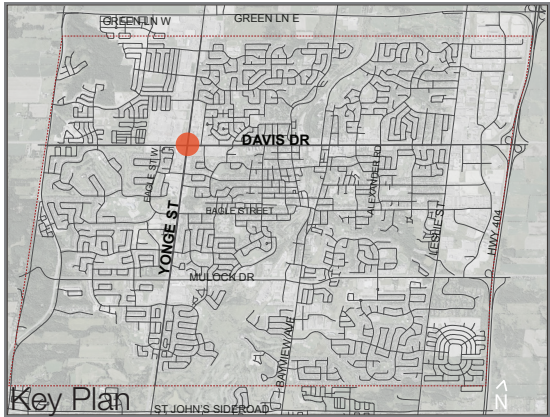 GREEN LN W
GREEN LN E
DAVIS DR
EAGLE ST W
ALEXANDER RD
YONGE ST
EAGLE STREET
LESLIE ST
HWY 404
MULOCK DR
BAYVIEW AVE
Key Plan
ST JOHN'S SIDEROAD
N